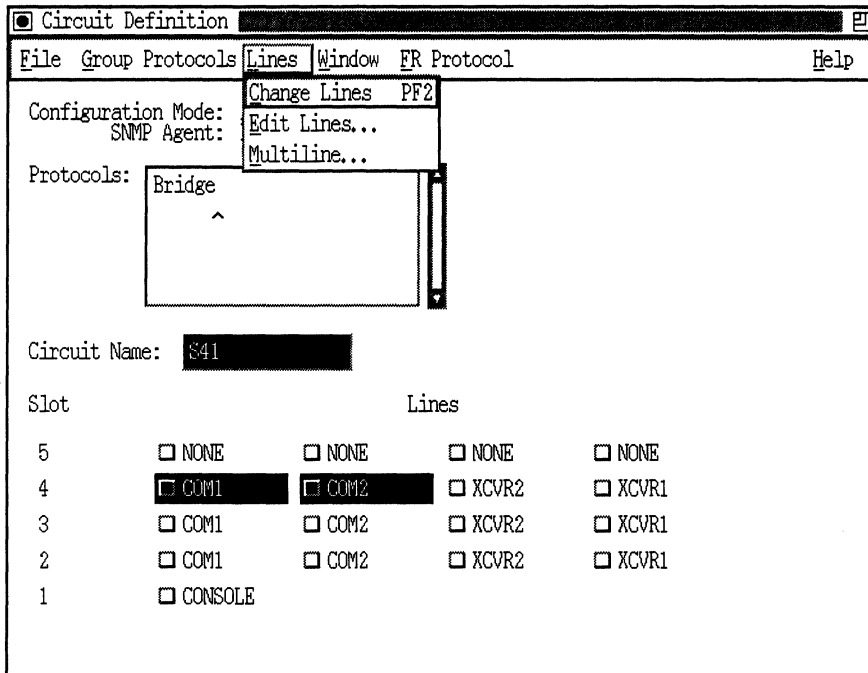 Circuit Definition
File Group Protocols Lines Window FR Protocol Help
Change Lines PF2
Edit Lines...
Multiline...
Configuration Mode:
SNMP Agent:
Protocols: Bridge
^
Circuit Name: S41
Slot Lines
5 NONE NONE NONE NONE
4 COM1 COM2 XCVR2 XCVR1
3 COM1 COM2 XCVR2 XCVR1
2 COM1 COM2 XCVR2 XCVR1
1 CONSOLE